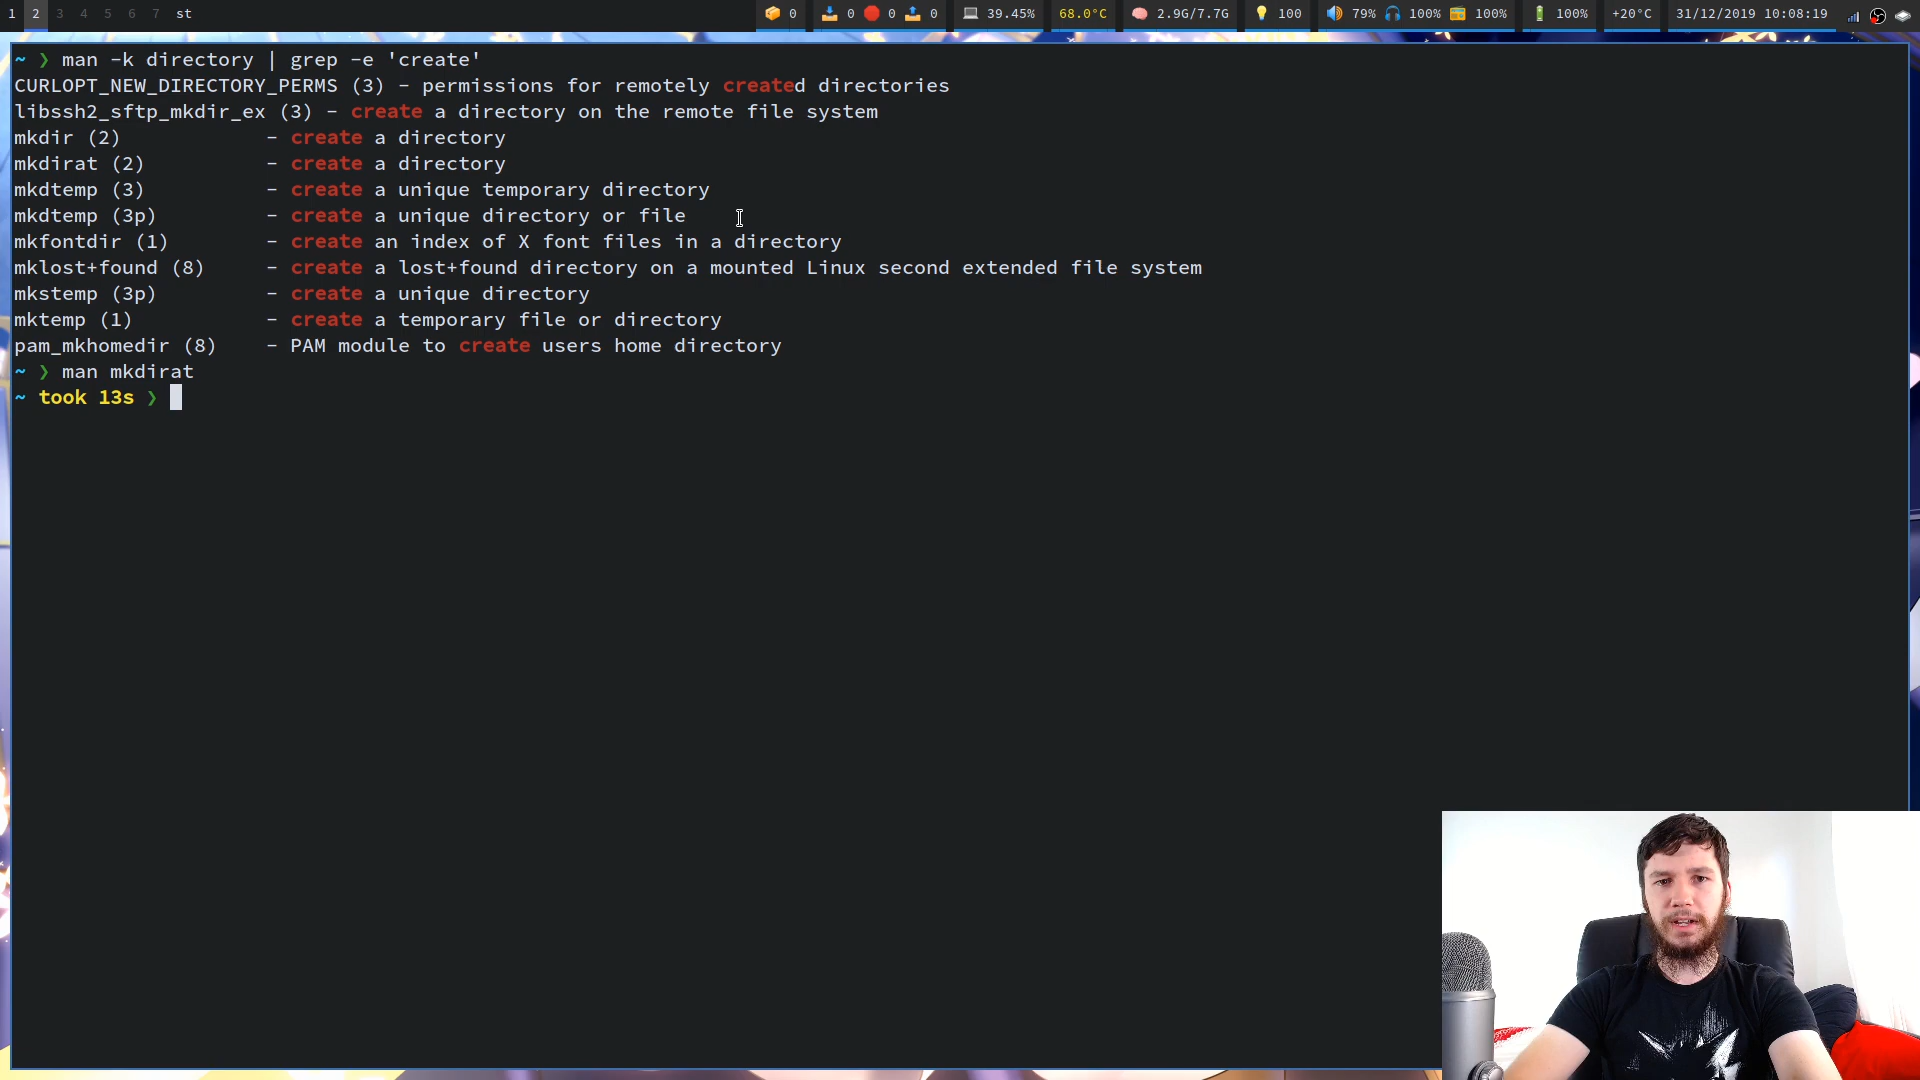 1 2 3 4 5 6 7 st 0 0 0 0 39.45% 68.0°C 2.9G/7.7G 100 79% 100% 100% 100% +20°C 31/12/2019 10:08:19
~ ❯ man -k directory | grep -e 'create'
CURLOPT_NEW_DIRECTORY_PERMS (3) - permissions for remotely created directories
libssh2_sftp_mkdir_ex (3) - create a directory on the remote file system
mkdir (2) - create a directory
mkdirat (2) - create a directory
mkdtemp (3) - create a unique temporary directory
mkdtemp (3p) - create a unique directory or file
mkfontdir (1) - create an index of X font files in a directory
mklost+found (8) - create a lost+found directory on a mounted Linux second extended file system
mkstemp (3p) - create a unique directory
mktemp (1) - create a temporary file or directory
pam_mkhomedir (8) - PAM module to create users home directory
~ ❯ man mkdirat
~ took 13s ❯